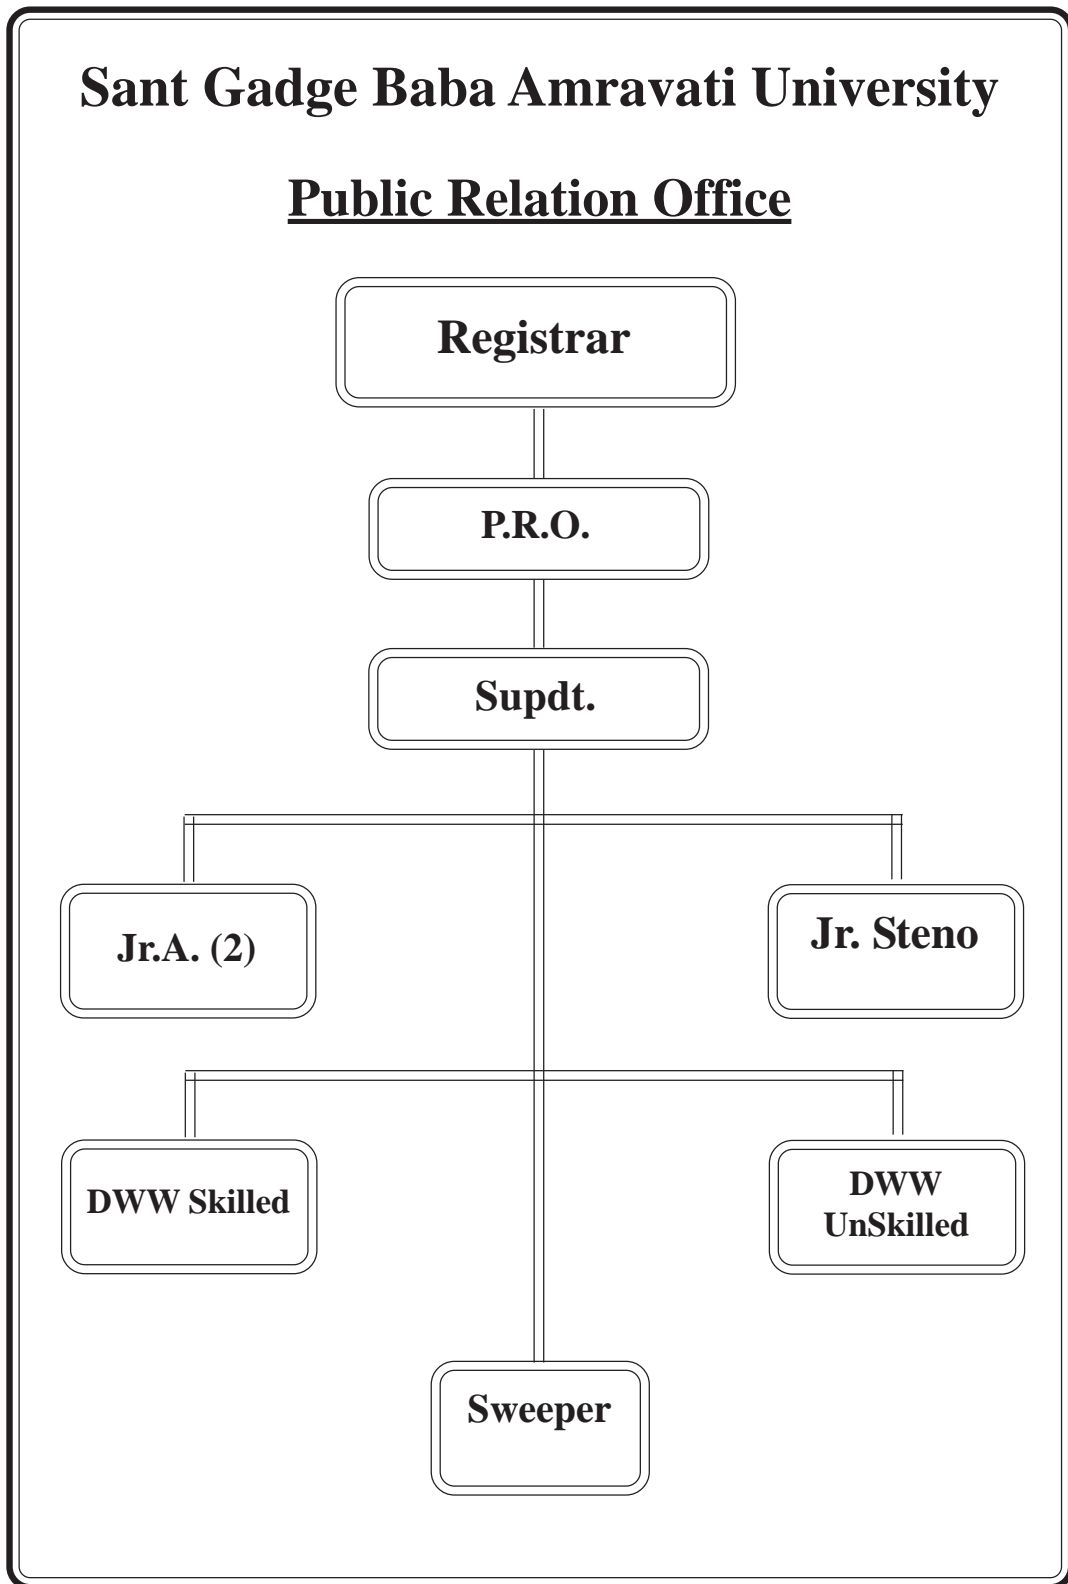 Sant Gadge Baba Amravati University
Public Relation Office
Registrar
P.R.O.
Supdt.
Jr.A. (2)
Jr. Steno
DWW Skilled
DWW
UnSkilled
Sweeper